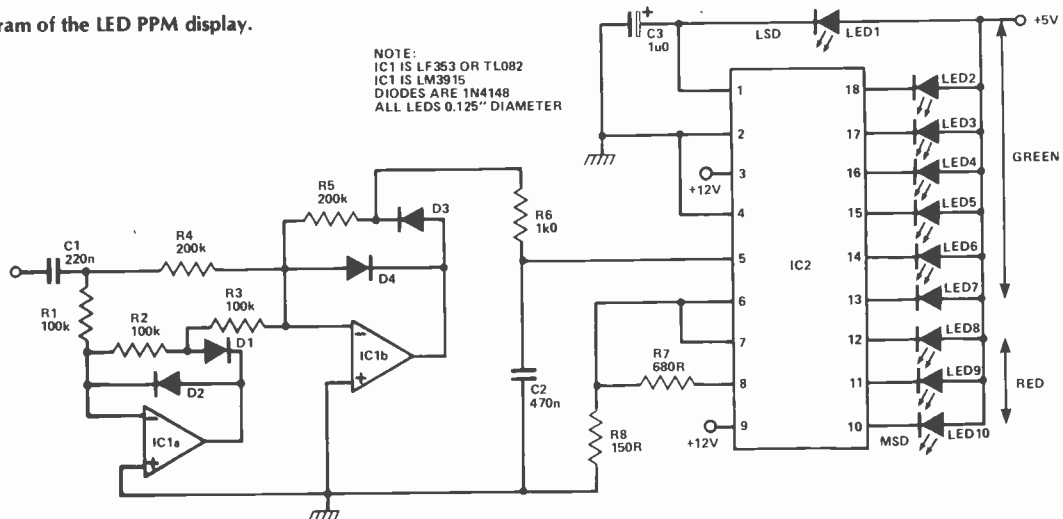 ram of the LED PPM display.
NOTE:
IC1 IS LF353 OR TL082
IC1 IS LM3915
DIODES ARE 1N4148
ALL LEDS 0.125" DIAMETER
+
C3
1u0
LSD
LED1
+5V
1
2
3
4
5
6
7
8
9
+12V
+12V
IC2
18
17
16
15
14
13
12
11
10
LED2
LED3
LED4
LED5
LED6
LED7
LED8
LED9
LED10
GREEN
RED
MSD
C1
220n
R1
100k
R2
100k
R3
100k
R4
200k
R5
200k
D1
D2
D3
D4
−
+
IC1a
−
+
IC1b
R6
1k0
C2
470n
R7
680R
R8
150R